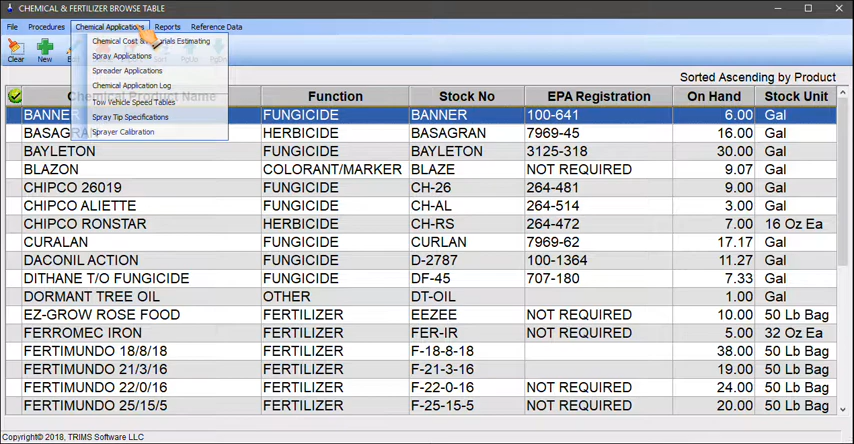 CHEMICAL & FERTILIZER BROWSE TABLE
File Procedures Chemical Applications Reports Reference Data
Clear New
Chemical Cost & Materials Estimating
Spray Applications
Spreader Applications
Chemical Application Log
Tow Vehicle Speed Tables
Spray Tip Specifications
Sprayer Calibration
Sorted Ascending by Product
Chemical Product Name Function Stock No EPA Registration On Hand Stock Unit
BANNER FUNGICIDE BANNER 100-641 6.00 Gal
BASAGRAN HERBICIDE BASAGRAN 7969-45 16.00 Gal
BAYLETON FUNGICIDE BAYLETON 3125-318 30.00 Gal
BLAZON COLORANT/MARKER BLAZE NOT REQUIRED 9.07 Gal
CHIPCO 26019 FUNGICIDE CH-26 264-481 9.00 Gal
CHIPCO ALIETTE FUNGICIDE CH-AL 264-514 3.00 Gal
CHIPCO RONSTAR HERBICIDE CH-RS 264-472 7.00 16 Oz Ea
CURALAN FUNGICIDE CURLAN 7969-62 17.17 Gal
DACONIL ACTION FUNGICIDE D-2787 100-1364 11.27 Gal
DITHANE T/O FUNGICIDE FUNGICIDE DF-45 707-180 7.33 Gal
DORMANT TREE OIL OTHER DT-OIL 1.00 Gal
EZ-GROW ROSE FOOD FERTILIZER EEZEE NOT REQUIRED 10.00 50 Lb Bag
FERROMEC IRON FERTILIZER FER-IR NOT REQUIRED 5.00 32 Oz Ea
FERTIMUNDO 18/8/18 FERTILIZER F-18-8-18 38.00 50 Lb Bag
FERTIMUNDO 21/3/16 FERTILIZER F-21-3-16 19.00 50 Lb Bag
FERTIMUNDO 22/0/16 FERTILIZER F-22-0-16 NOT REQUIRED 24.00 50 Lb Bag
FERTIMUNDO 25/15/5 FERTILIZER F-25-15-5 NOT REQUIRED 20.00 50 Lb Bag
Copyright© 2018, TRIMS Software LLC